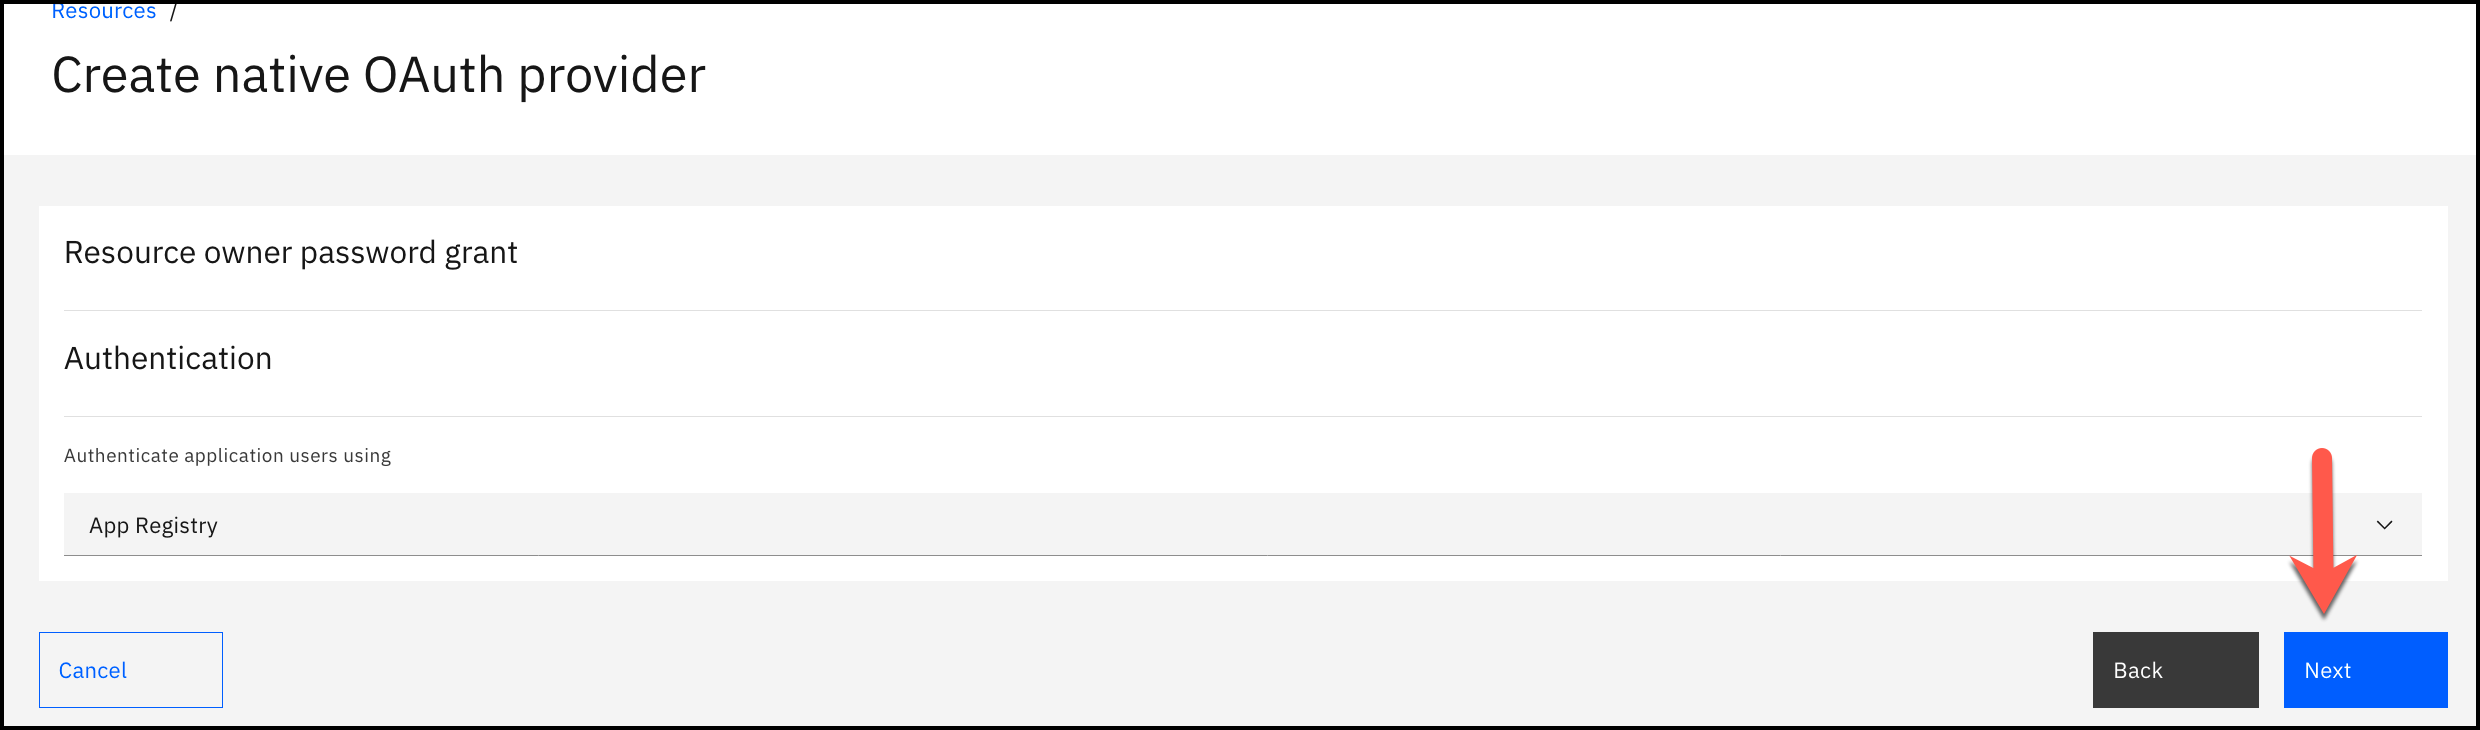 Resources /
Create native OAuth provider
Resource owner password grant
Authentication
Authenticate application users using
App Registry
Cancel
Back
Next